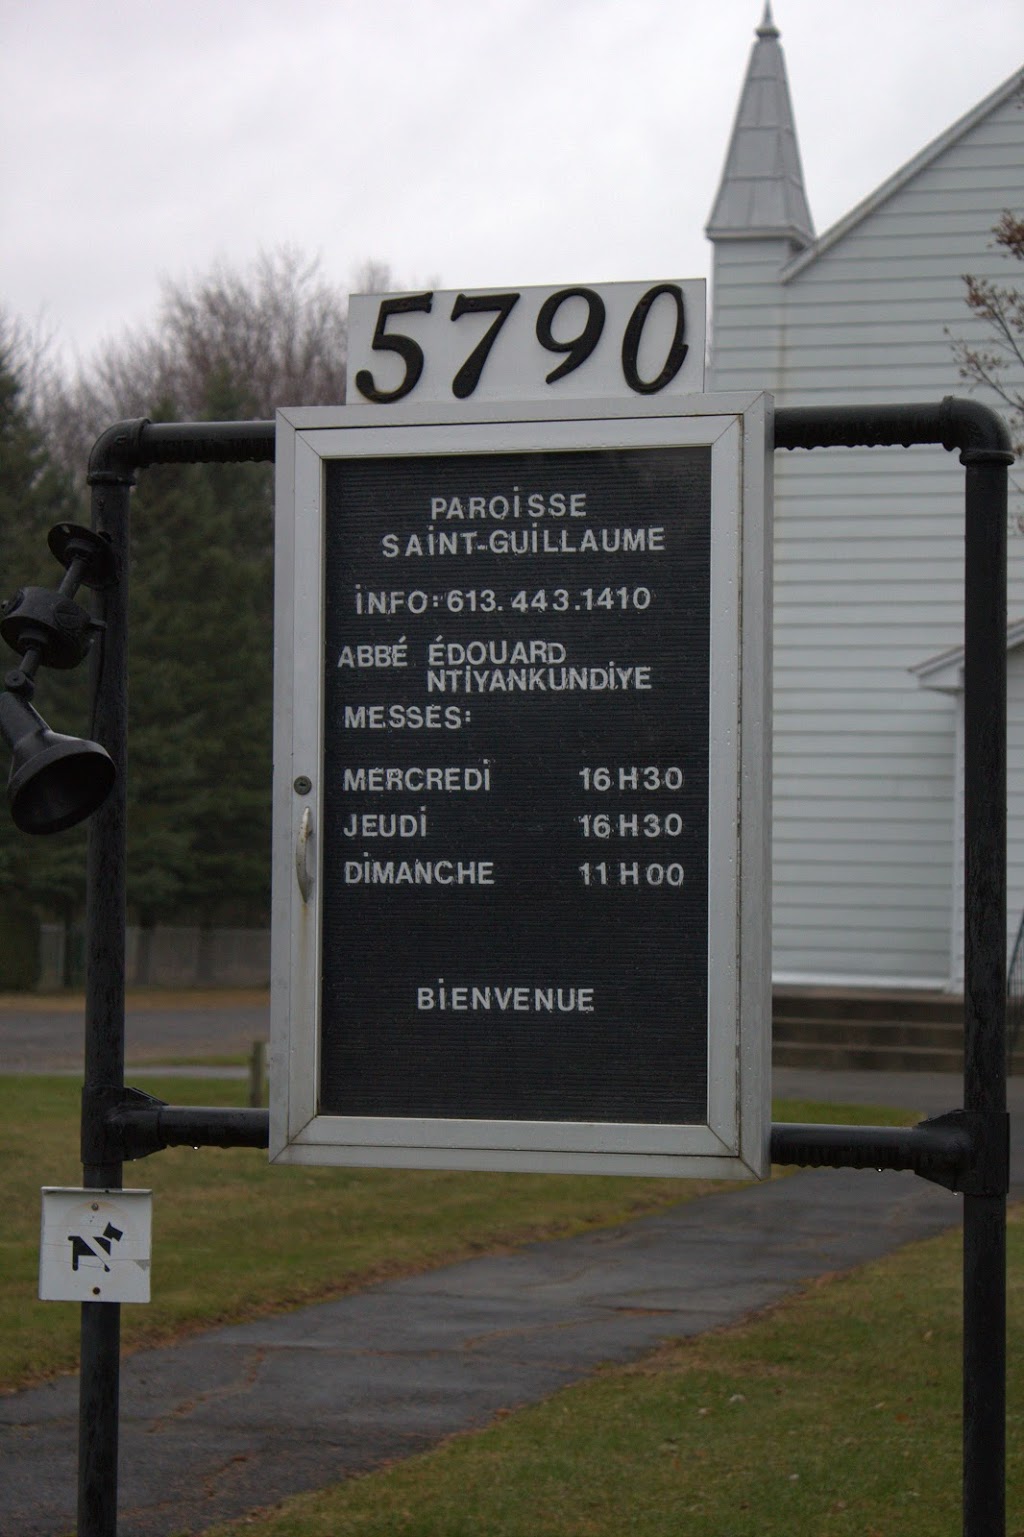 5790
PAROISSE
SAINT-GUILLAUME
INFO: 613.443.1410
ABBÉ ÉDOUARD
NTIYANKUNDIYE
MESSES:
MERCREDI 16H30
JEUDI 16H30
DIMANCHE 11H00
BIENVENUE